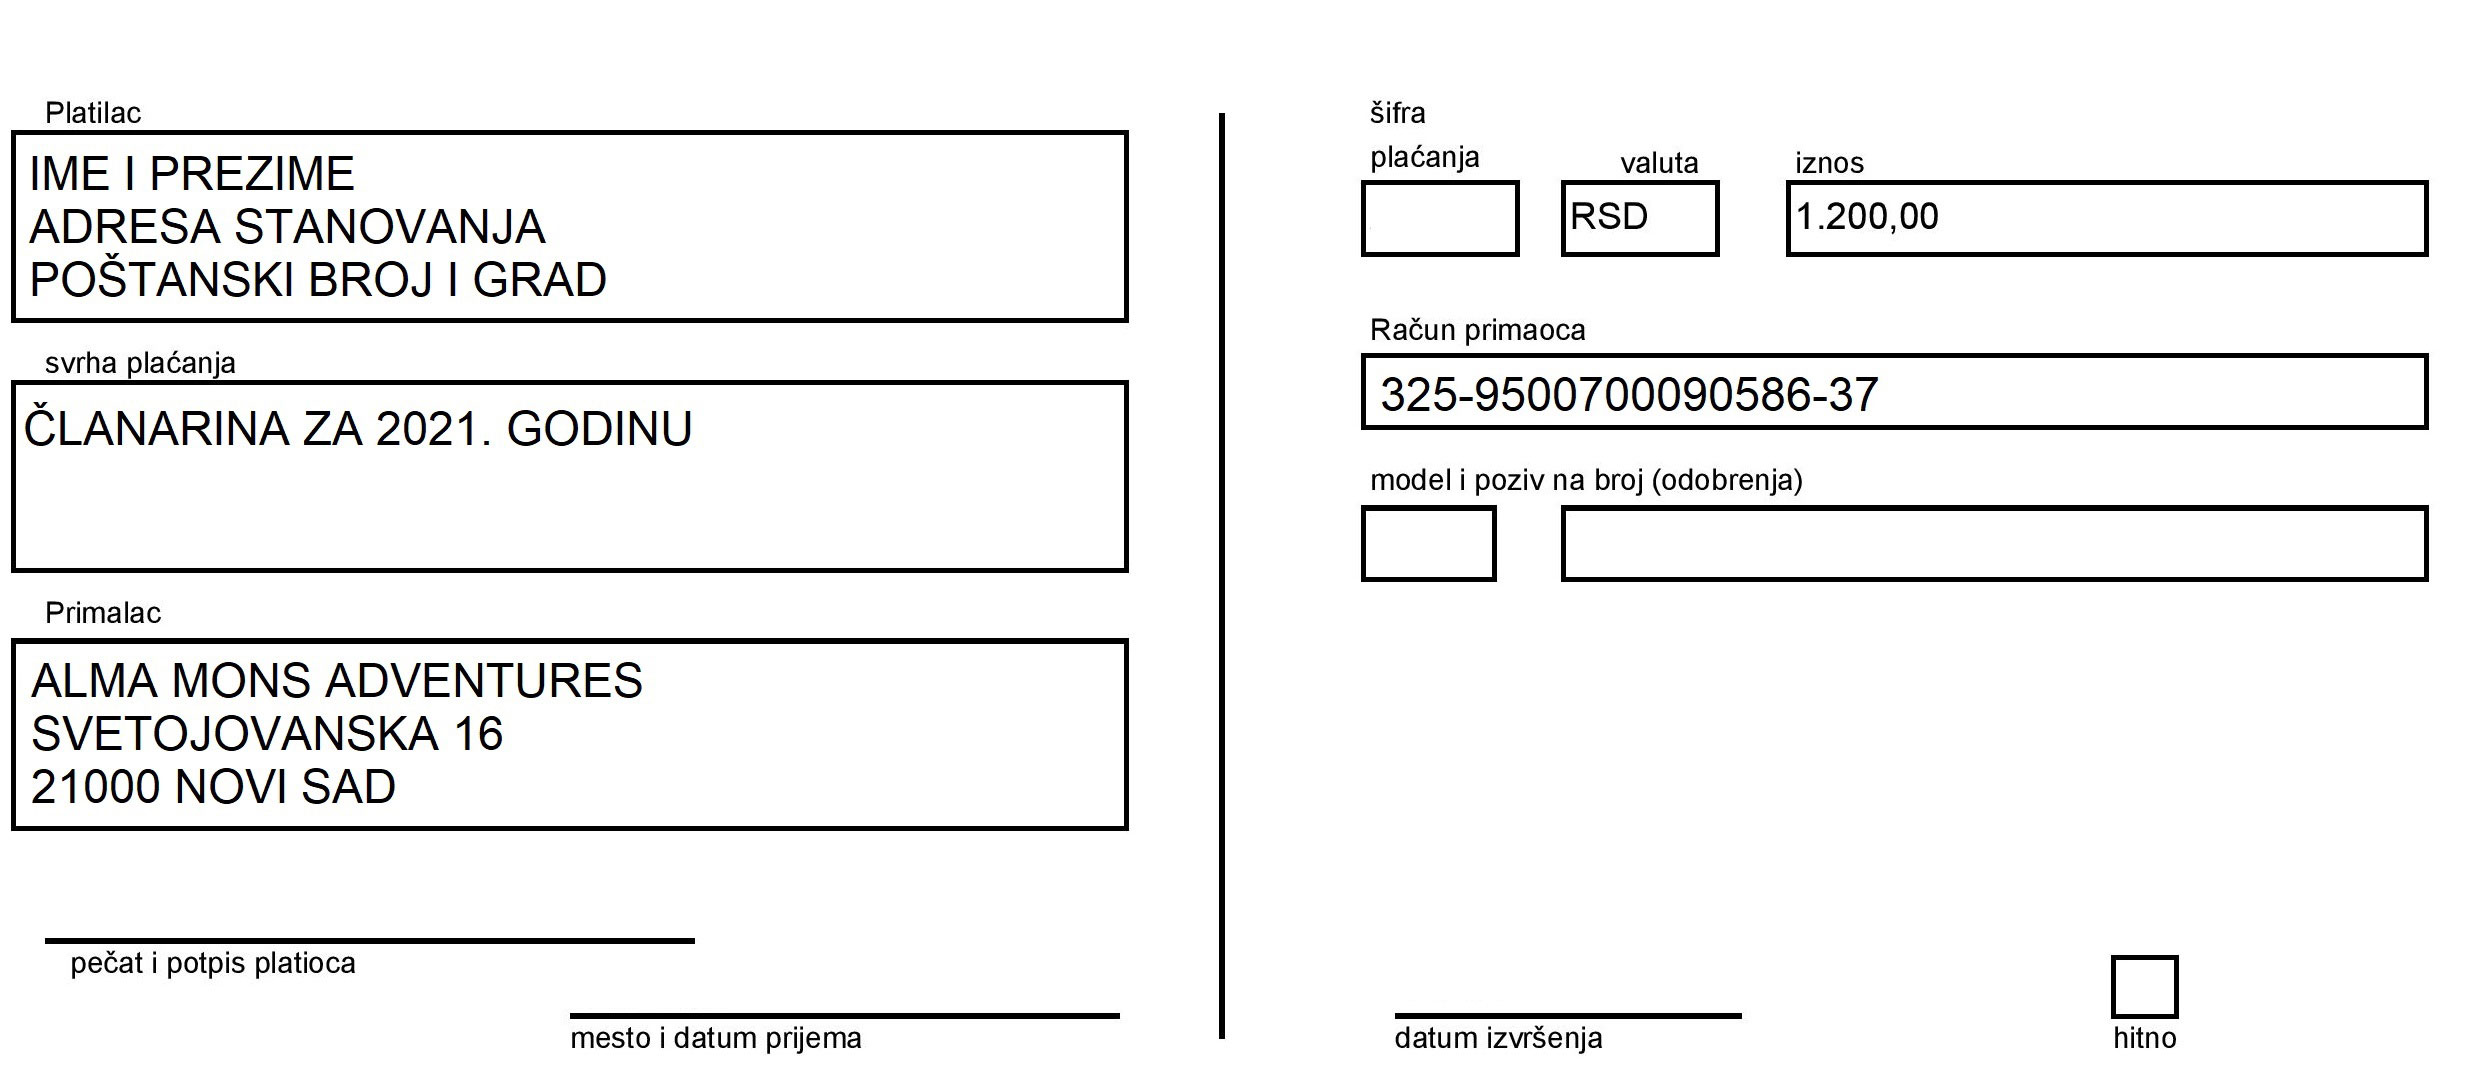 Platilac
IME I PREZIME
ADRESA STANOVANJA
POŠTANSKI BROJ I GRAD
svrha plaćanja
ČLANARINA ZA 2021. GODINU
Primalac
ALMA MONS ADVENTURES
SVETOJOVANSKA 16
21000 NOVI SAD
pečat i potpis platioca
mesto i datum prijema
šifra
plaćanja
valuta
iznos
RSD
1.200,00
Račun primaoca
325-9500700090586-37
model i poziv na broj (odobrenja)
datum izvršenja
hitno